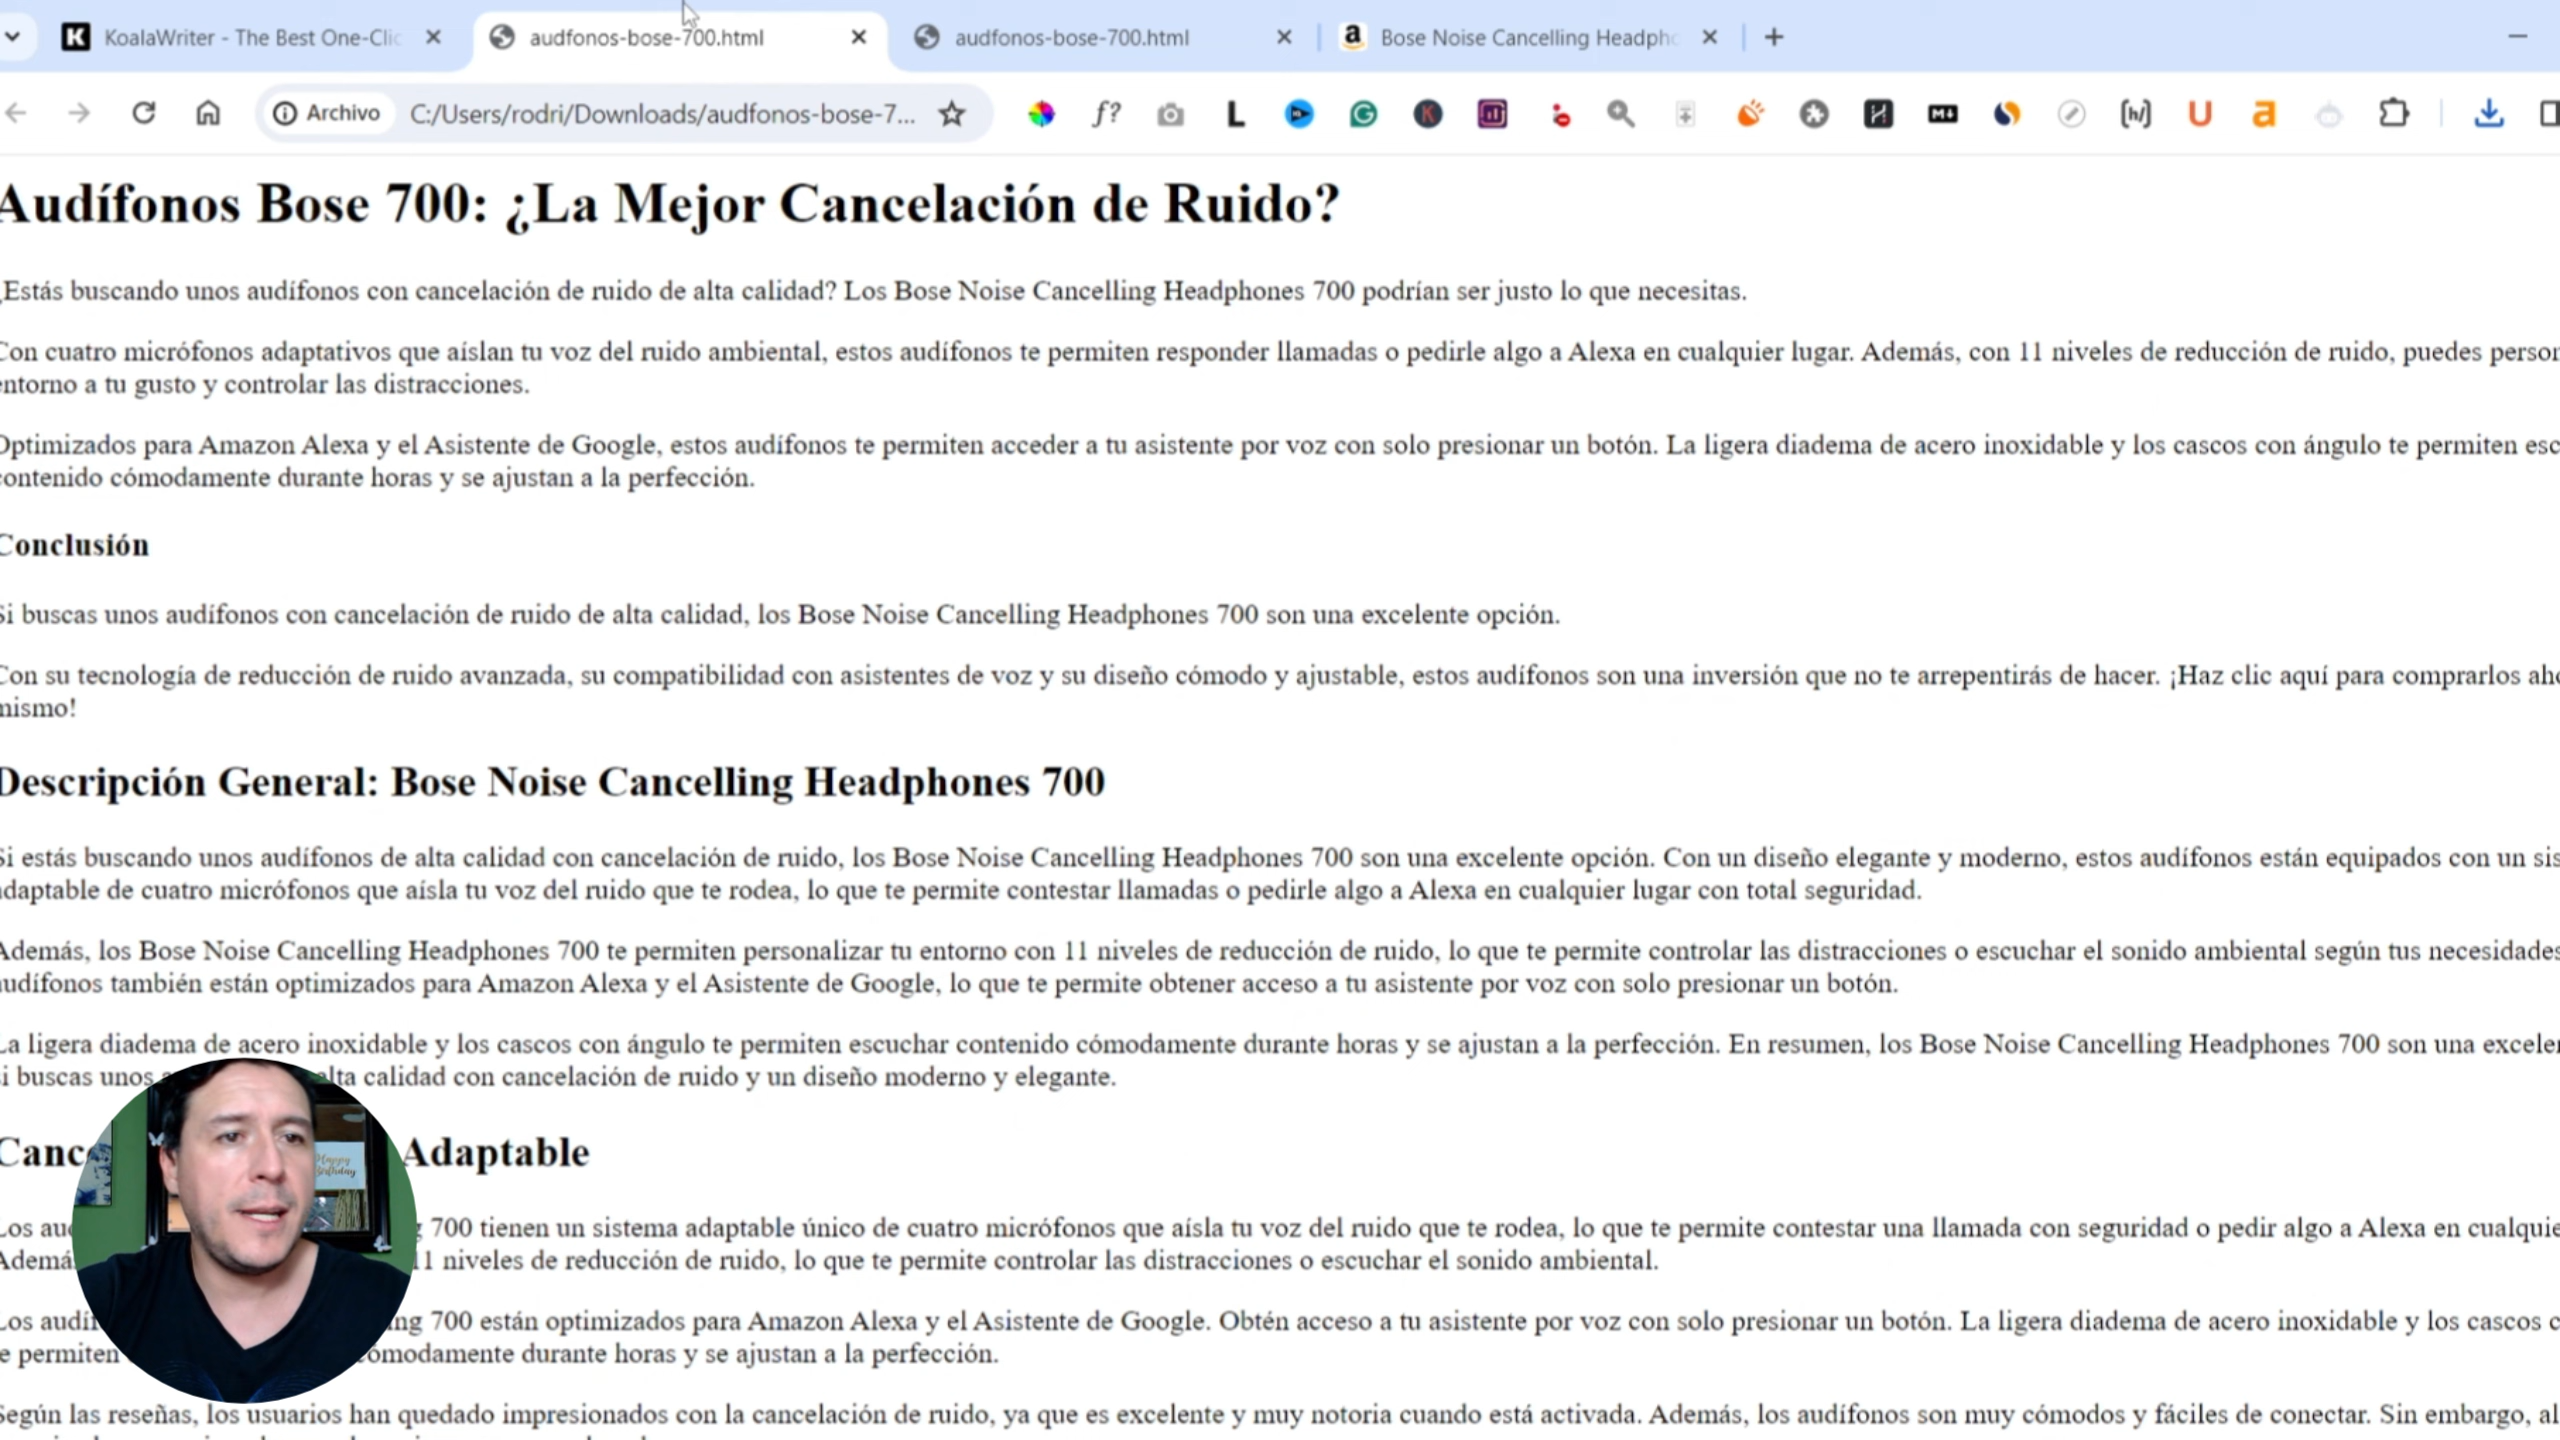 KoalaWriter - The Best One-Clic
audfonos-bose-700.html
audfonos-bose-700.html
Bose Noise Cancelling Headpho
Archivo
C:/Users/rodri/Downloads/audfonos-bose-7...
Audífonos Bose 700: ¿La Mejor Cancelación de Ruido?
¿Estás buscando unos audífonos con cancelación de ruido de alta calidad? Los Bose Noise Cancelling Headphones 700 podrían ser justo lo que necesitas.
Con cuatro micrófonos adaptativos que aíslan tu voz del ruido ambiental, estos audífonos te permiten responder llamadas o pedirle algo a Alexa en cualquier lugar. Además, con 11 niveles de reducción de ruido, puedes person
entorno a tu gusto y controlar las distracciones.
Optimizados para Amazon Alexa y el Asistente de Google, estos audífonos te permiten acceder a tu asistente por voz con solo presionar un botón. La ligera diadema de acero inoxidable y los cascos con ángulo te permiten esc
contenido cómodamente durante horas y se ajustan a la perfección.
Conclusión
Si buscas unos audífonos con cancelación de ruido de alta calidad, los Bose Noise Cancelling Headphones 700 son una excelente opción.
Con su tecnología de reducción de ruido avanzada, su compatibilidad con asistentes de voz y su diseño cómodo y ajustable, estos audífonos son una inversión que no te arrepentirás de hacer. ¡Haz clic aquí para comprarlos aho
mismo!
Descripción General: Bose Noise Cancelling Headphones 700
Si estás buscando unos audífonos de alta calidad con cancelación de ruido, los Bose Noise Cancelling Headphones 700 son una excelente opción. Con un diseño elegante y moderno, estos audífonos están equipados con un sis
adaptable de cuatro micrófonos que aísla tu voz del ruido que te rodea, lo que te permite contestar llamadas o pedirle algo a Alexa en cualquier lugar con total seguridad.
Además, los Bose Noise Cancelling Headphones 700 te permiten personalizar tu entorno con 11 niveles de reducción de ruido, lo que te permite controlar las distracciones o escuchar el sonido ambiental según tus necesidades
audífonos también están optimizados para Amazon Alexa y el Asistente de Google, lo que te permite obtener acceso a tu asistente por voz con solo presionar un botón.
La ligera diadema de acero inoxidable y los cascos con ángulo te permiten escuchar contenido cómodamente durante horas y se ajustan a la perfección. En resumen, los Bose Noise Cancelling Headphones 700 son una excelen
si buscas unos alta calidad con cancelación de ruido y un diseño moderno y elegante.
Canc Adaptable
Los aud 700 tienen un sistema adaptable único de cuatro micrófonos que aísla tu voz del ruido que te rodea, lo que te permite contestar una llamada con seguridad o pedir algo a Alexa en cualquie
Además 11 niveles de reducción de ruido, lo que te permite controlar las distracciones o escuchar el sonido ambiental.
Los audíf ng 700 están optimizados para Amazon Alexa y el Asistente de Google. Obtén acceso a tu asistente por voz con solo presionar un botón. La ligera diadema de acero inoxidable y los cascos c
te permiten cómodamente durante horas y se ajustan a la perfección.
Happy
Birthday
Según las reseñas, los usuarios han quedado impresionados con la cancelación de ruido, ya que es excelente y muy notoria cuando está activada. Además, los audífonos son muy cómodos y fáciles de conectar. Sin embargo, al